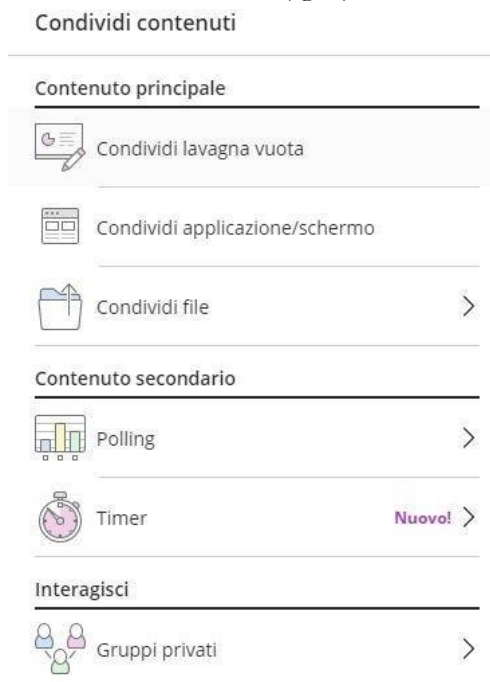 Condividi contenuti
Contenuto principale
Condividi lavagna vuota
Condividi applicazione/schermo
Condividi file
Contenuto secondario
Polling
Timer Nuovo!
Interagisci
Gruppi privati